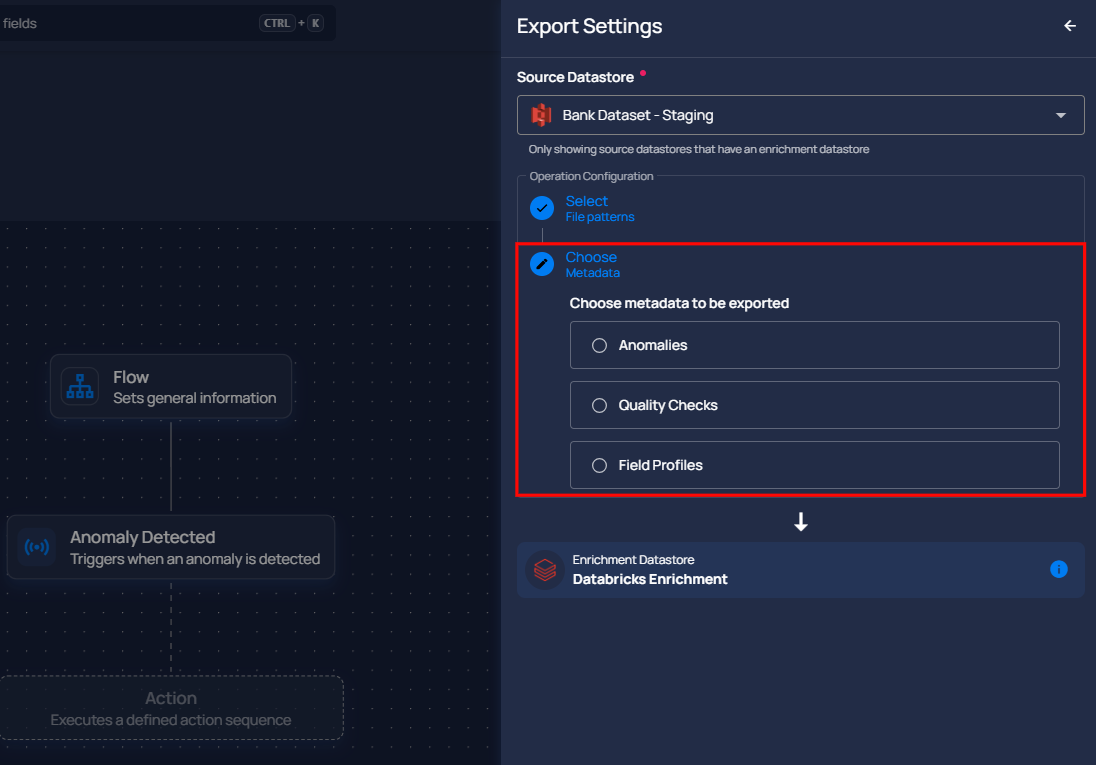 fields
CTRL + K
Export Settings
Source Datastore
Bank Dataset - Staging
Only showing source datastores that have an enrichment datastore
Operation Configuration
Select
File patterns
Choose
Metadata
Choose metadata to be exported
Anomalies
Quality Checks
Field Profiles
Enrichment Datastore
Databricks Enrichment
Flow
Sets general information
Anomaly Detected
Triggers when an anomaly is detected
Action
Executes a defined action sequence